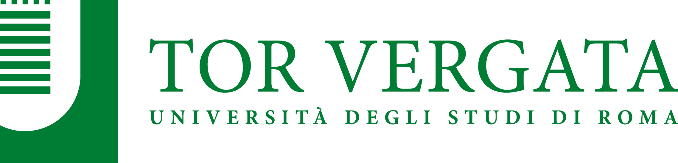 TOR VERGATA
UNIVERSITÀ DEGLI STUDI DI ROMA